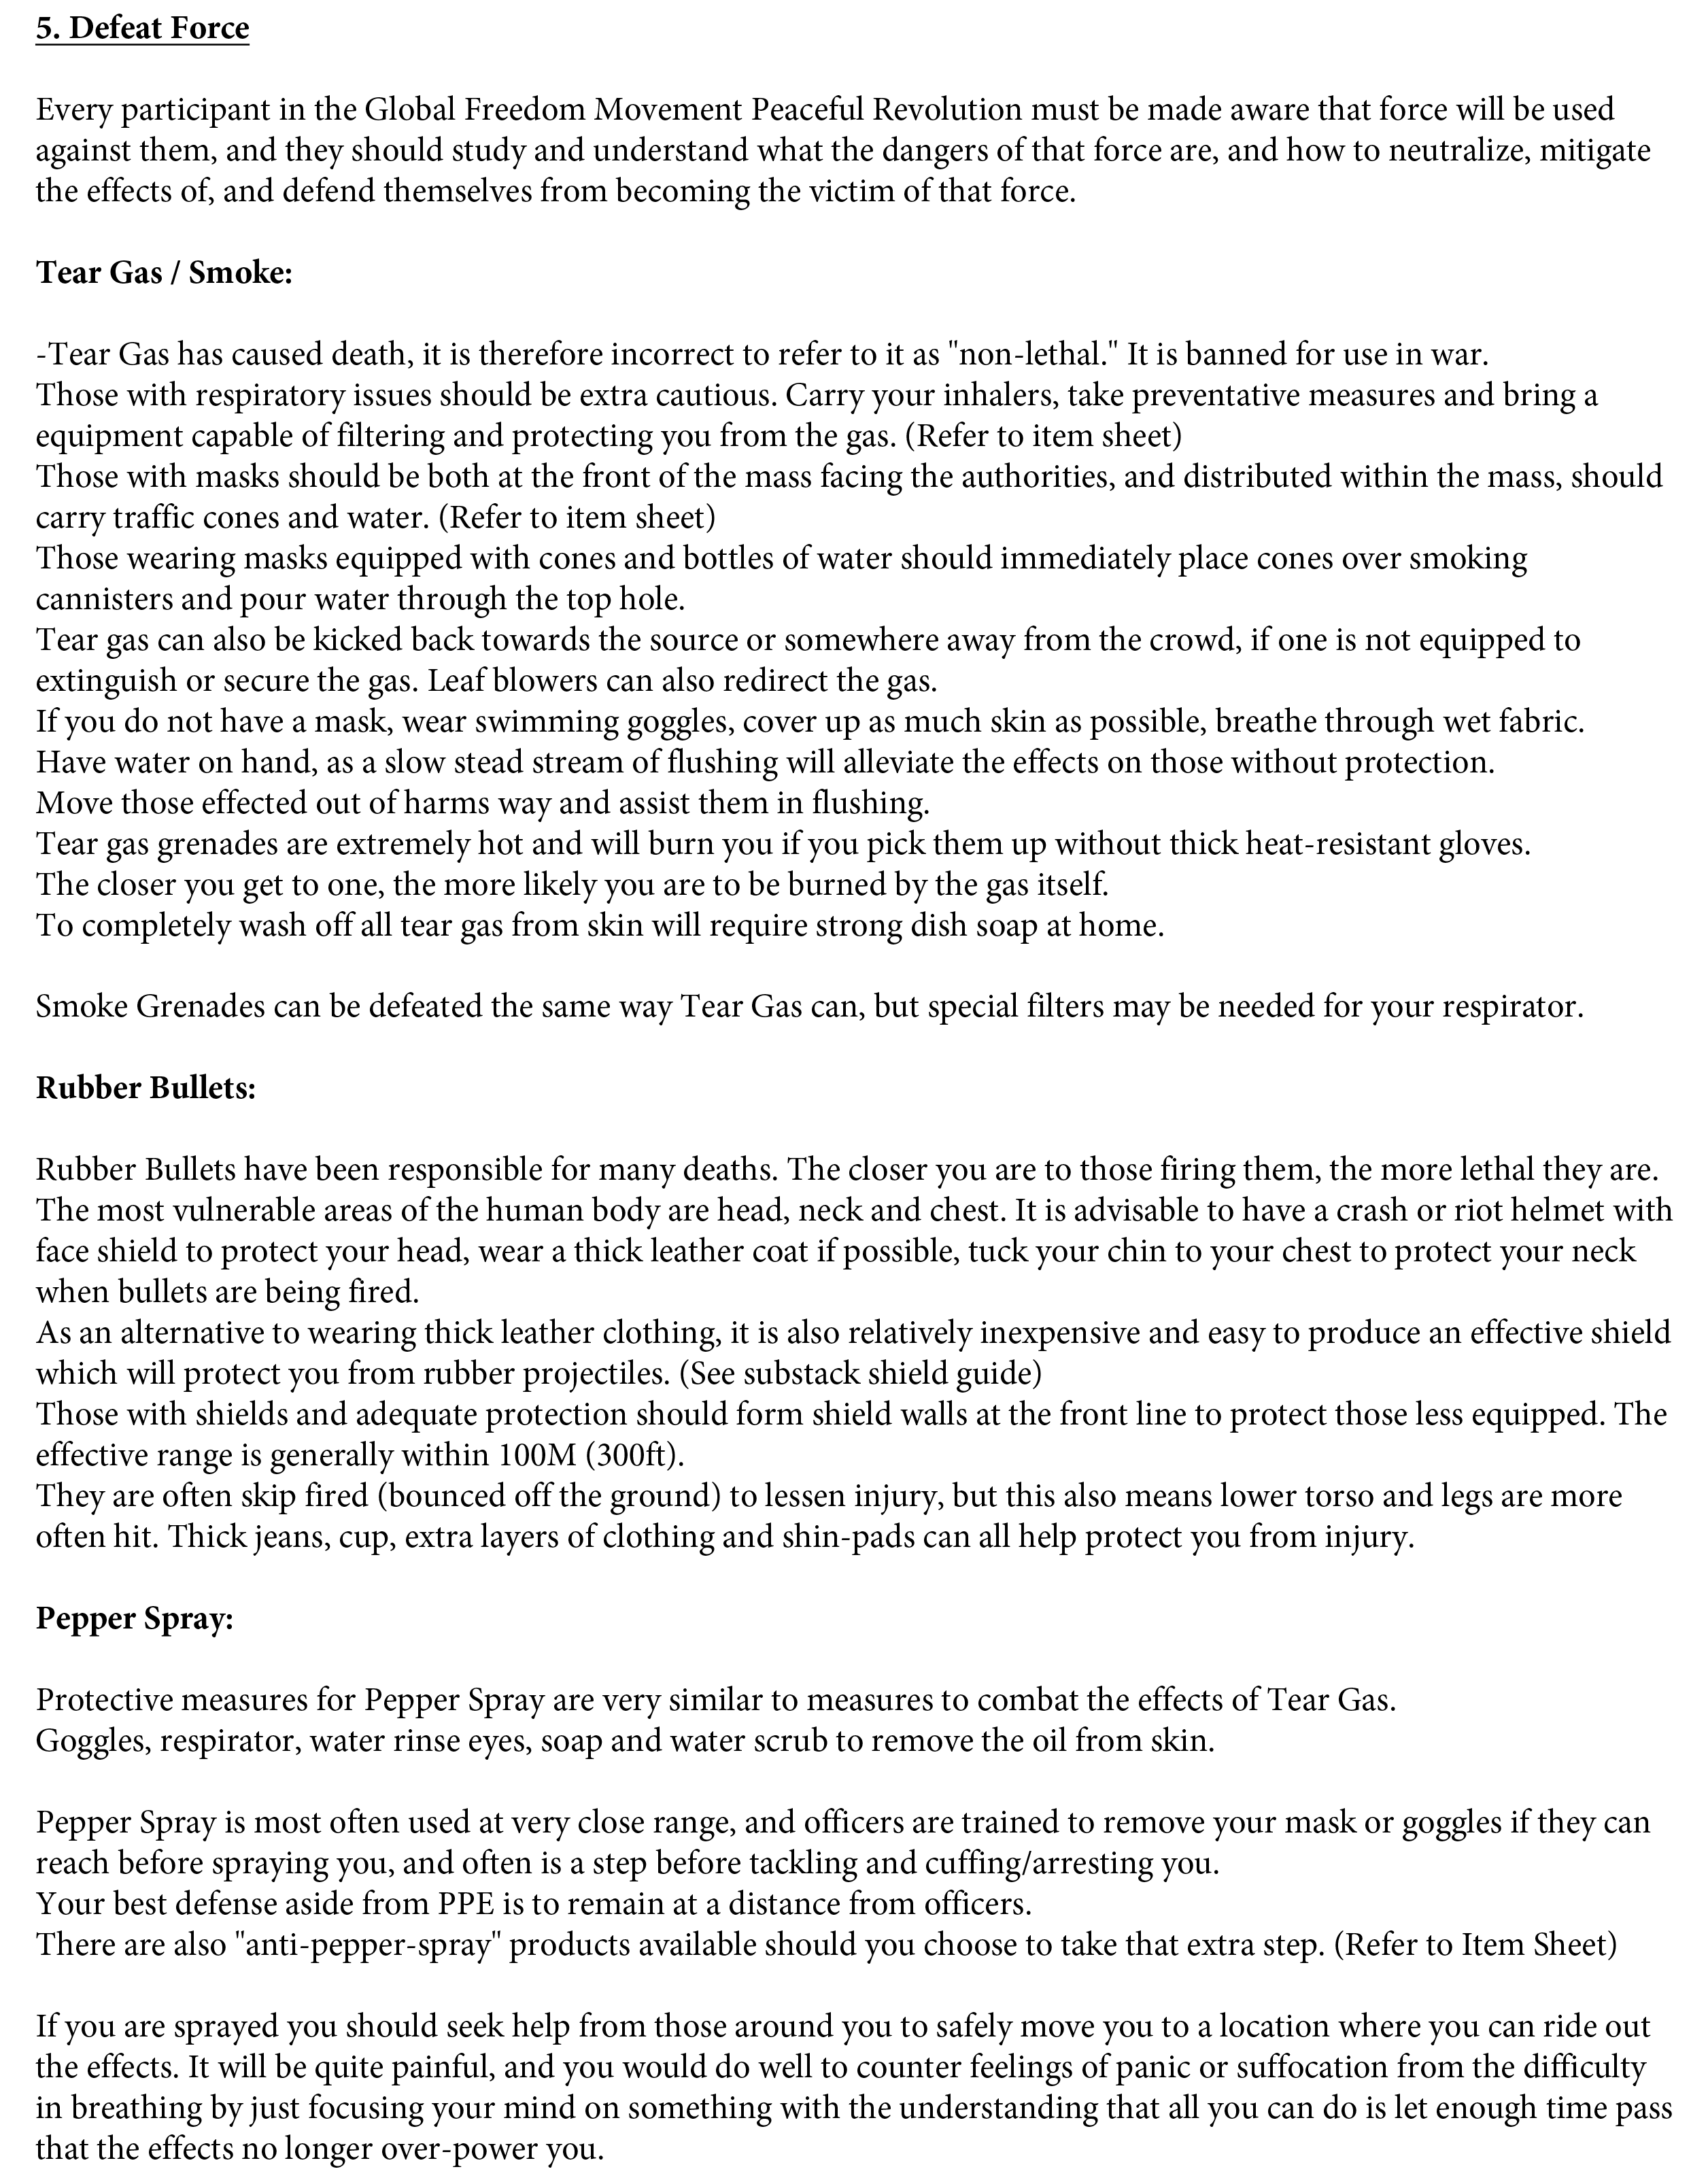 5. Defeat Force
Every participant in the Global Freedom Movement Peaceful Revolution must be made aware that force will be used
against them, and they should study and understand what the dangers of that force are, and how to neutralize, mitigate
the effects of, and defend themselves from becoming the victim of that force.
Tear Gas / Smoke:
-Tear Gas has caused death, it is therefore incorrect to refer to it as "non-lethal." It is banned for use in war.
Those with respiratory issues should be extra cautious. Carry your inhalers, take preventative measures and bring a
equipment capable of filtering and protecting you from the gas. (Refer to item sheet)
Those with masks should be both at the front of the mass facing the authorities, and distributed within the mass, should
carry traffic cones and water. (Refer to item sheet)
Those wearing masks equipped with cones and bottles of water should immediately place cones over smoking
cannisters and pour water through the top hole.
Tear gas can also be kicked back towards the source or somewhere away from the crowd, if one is not equipped to
extinguish or secure the gas. Leaf blowers can also redirect the gas.
If you do not have a mask, wear swimming goggles, cover up as much skin as possible, breathe through wet fabric.
Have water on hand, as a slow stead stream of flushing will alleviate the effects on those without protection.
Move those effected out of harms way and assist them in flushing.
Tear gas grenades are extremely hot and will burn you if you pick them up without thick heat-resistant gloves.
The closer you get to one, the more likely you are to be burned by the gas itself.
To completely wash off all tear gas from skin will require strong dish soap at home.
Smoke Grenades can be defeated the same way Tear Gas can, but special filters may be needed for your respirator.
Rubber Bullets:
Rubber Bullets have been responsible for many deaths. The closer you are to those firing them, the more lethal they are.
The most vulnerable areas of the human body are head, neck and chest. It is advisable to have a crash or riot helmet with
face shield to protect your head, wear a thick leather coat if possible, tuck your chin to your chest to protect your neck
when bullets are being fired.
As an alternative to wearing thick leather clothing, it is also relatively inexpensive and easy to produce an effective shield
which will protect you from rubber projectiles. (See substack shield guide)
Those with shields and adequate protection should form shield walls at the front line to protect those less equipped. The
effective range is generally within 100M (300ft).
They are often skip fired (bounced off the ground) to lessen injury, but this also means lower torso and legs are more
often hit. Thick jeans, cup, extra layers of clothing and shin-pads can all help protect you from injury.
Pepper Spray:
Protective measures for Pepper Spray are very similar to measures to combat the effects of Tear Gas.
Goggles, respirator, water rinse eyes, soap and water scrub to remove the oil from skin.
Pepper Spray is most often used at very close range, and officers are trained to remove your mask or goggles if they can
reach before spraying you, and often is a step before tackling and cuffing/arresting you.
Your best defense aside from PPE is to remain at a distance from officers.
There are also "anti-pepper-spray" products available should you choose to take that extra step. (Refer to Item Sheet)
If you are sprayed you should seek help from those around you to safely move you to a location where you can ride out
the effects. It will be quite painful, and you would do well to counter feelings of panic or suffocation from the difficulty
in breathing by just focusing your mind on something with the understanding that all you can do is let enough time pass
that the effects no longer over-power you.